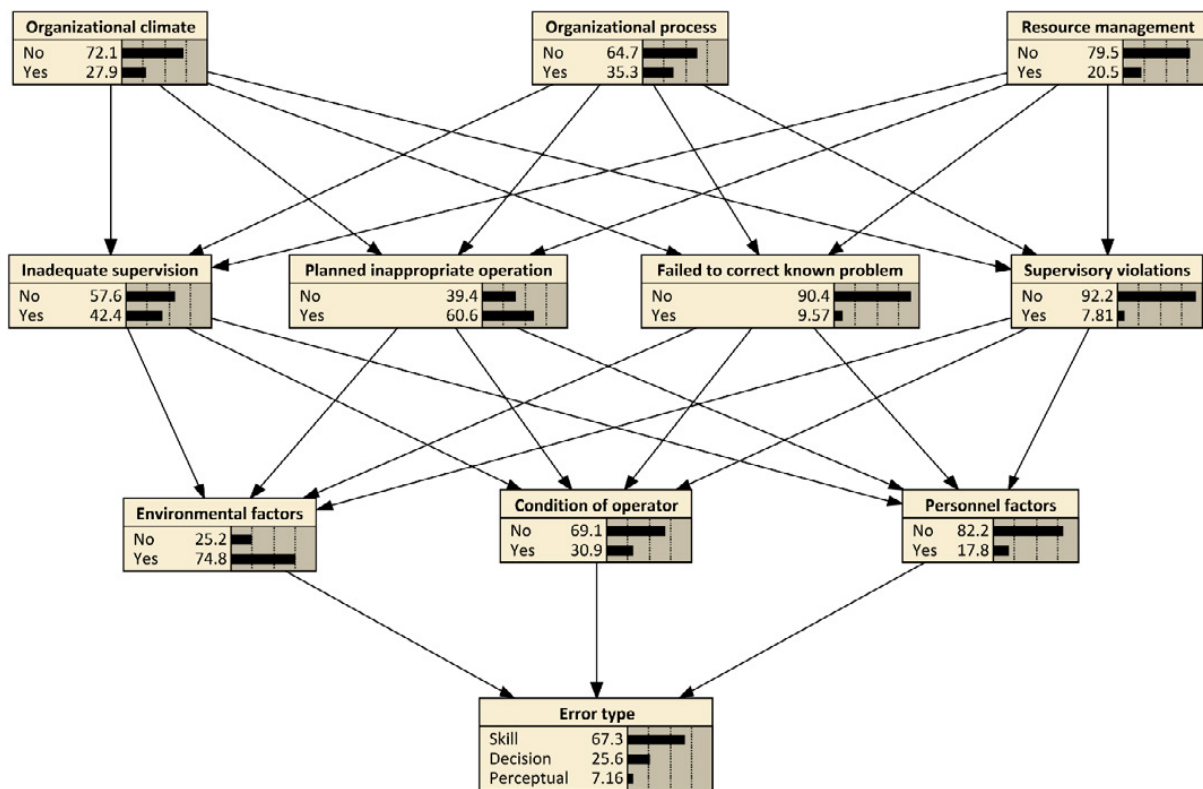 Organizational climate
No 72.1
Yes 27.9
Organizational process
No 64.7
Yes 35.3
Resource management
No 79.5
Yes 20.5
Inadequate supervision
No 57.6
Yes 42.4
Planned inappropriate operation
No 39.4
Yes 60.6
Failed to correct known problem
No 90.4
Yes 9.57
Supervisory violations
No 92.2
Yes 7.81
Environmental factors
No 25.2
Yes 74.8
Condition of operator
No 69.1
Yes 30.9
Personnel factors
No 82.2
Yes 17.8
Error type
Skill 67.3
Decision 25.6
Perceptual 7.16